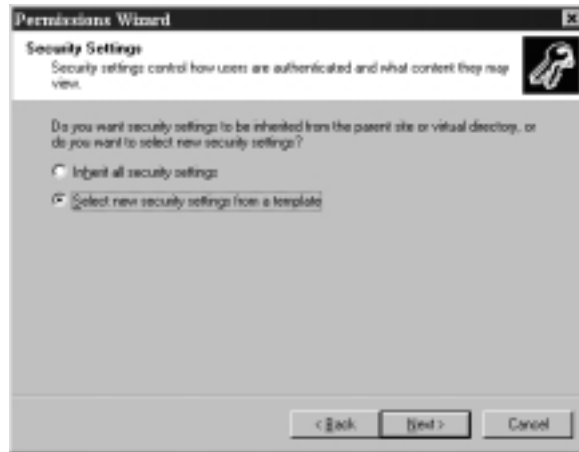 Permissions Wizard
Security Settings
Security settings control how users are authenticated and what content they may
view.
Do you want security settings to be inherited from the parent site or virtual directory, or
do you want to select new security settings?
Inherit all security settings
Select new security settings from a template
< Back
Next >
Cancel